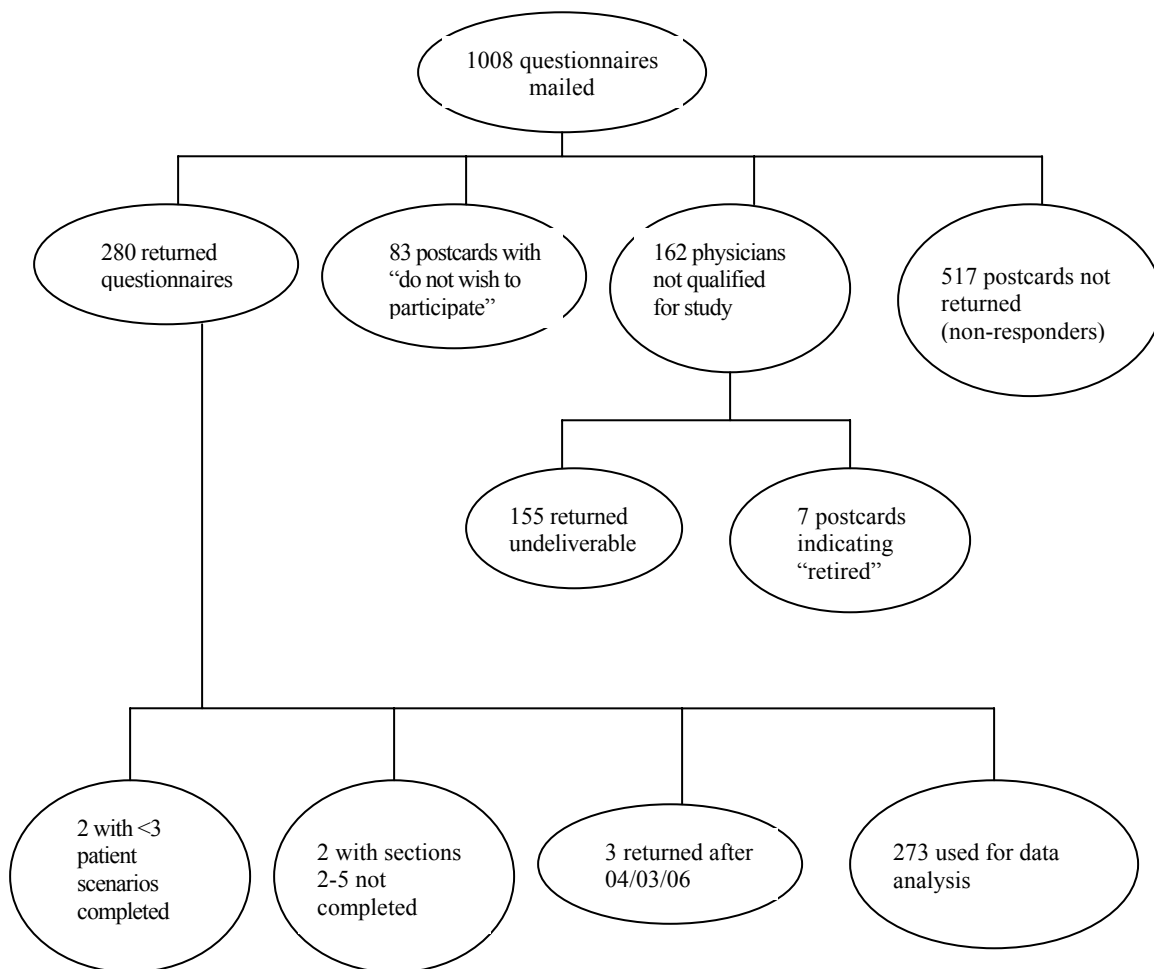 1008 questionnaires
mailed
280 returned
questionnaires
83 postcards with
“do not wish to
participate”
162 physicians
not qualified
for study
517 postcards not
returned
(non-responders)
155 returned
undeliverable
7 postcards
indicating
“retired”
2 with <3
patient
scenarios
completed
2 with sections
2-5 not
completed
3 returned after
04/03/06
273 used for data
analysis